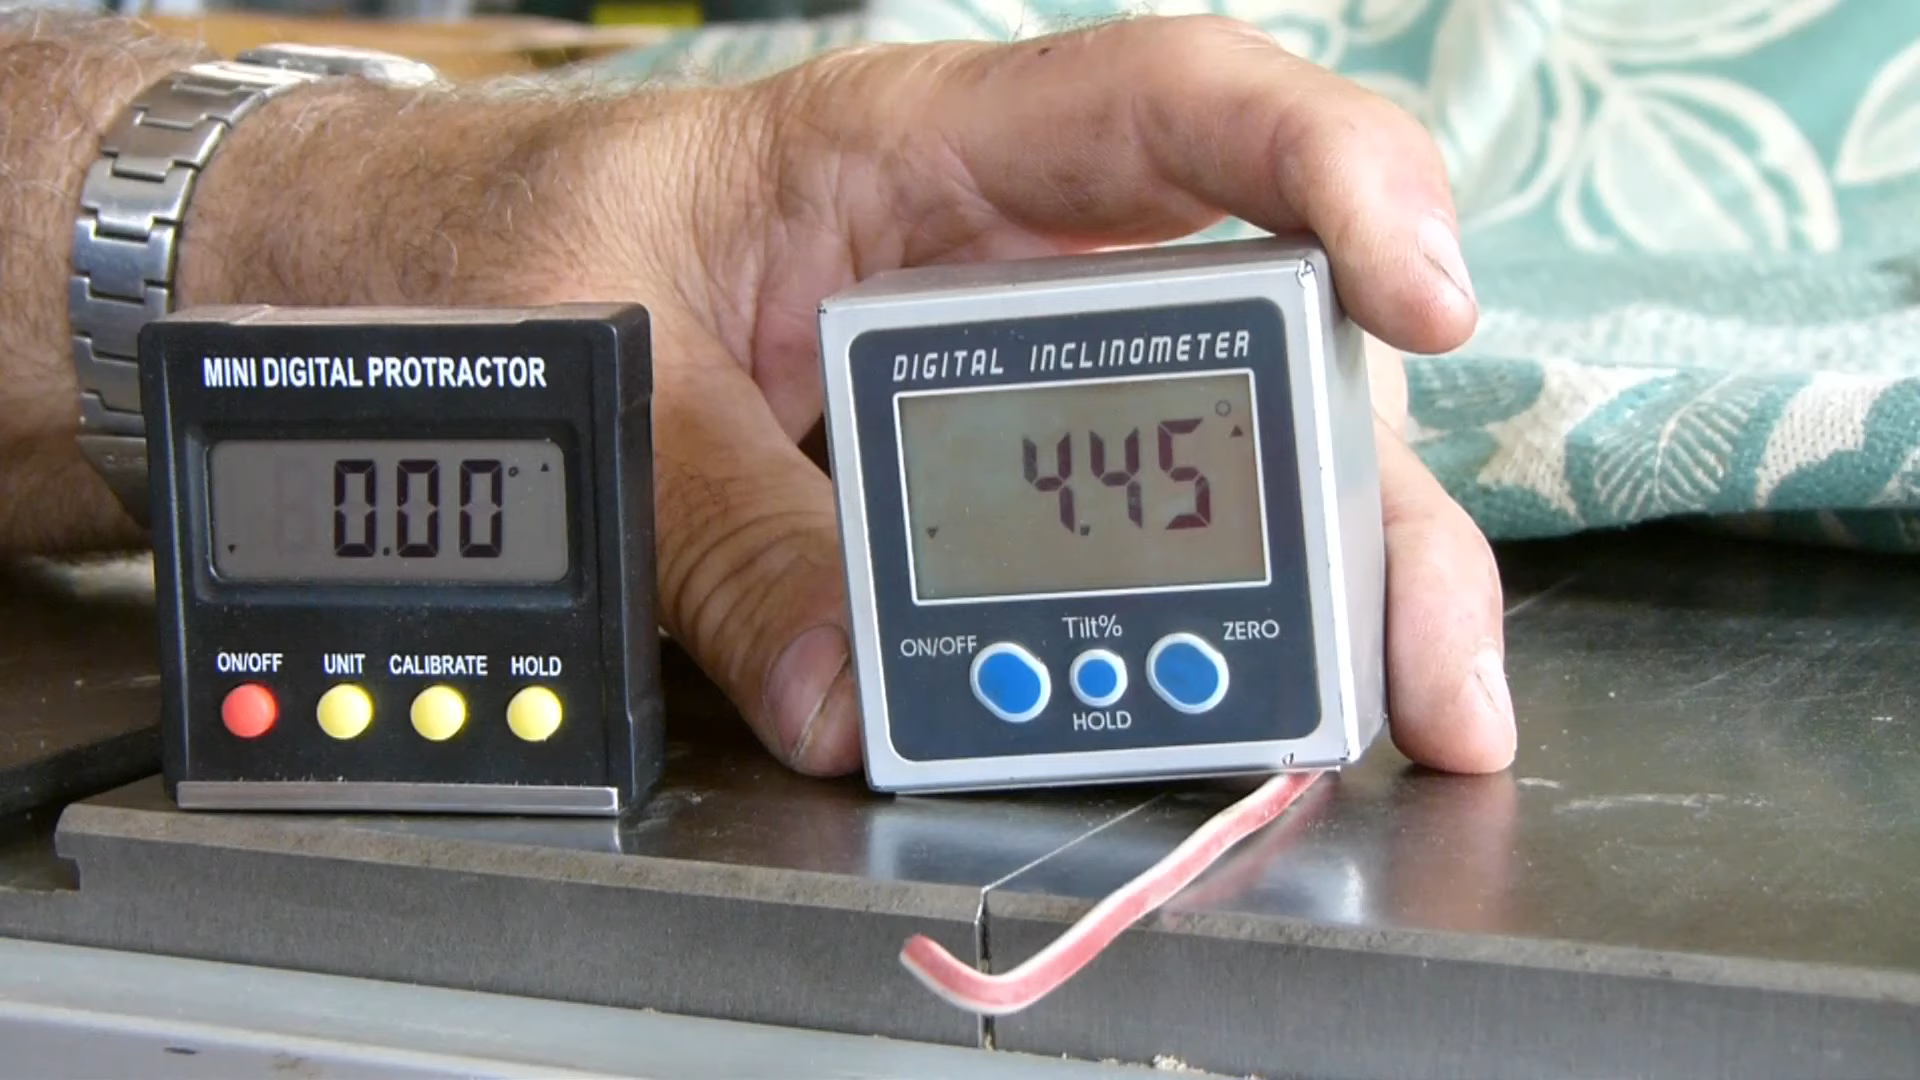 MINI DIGITAL PROTRACTOR
0.00°
ON/OFF UNIT CALIBRATE HOLD
DIGITAL INCLINOMETER
4.45°
ON/OFF Tilt% ZERO
HOLD